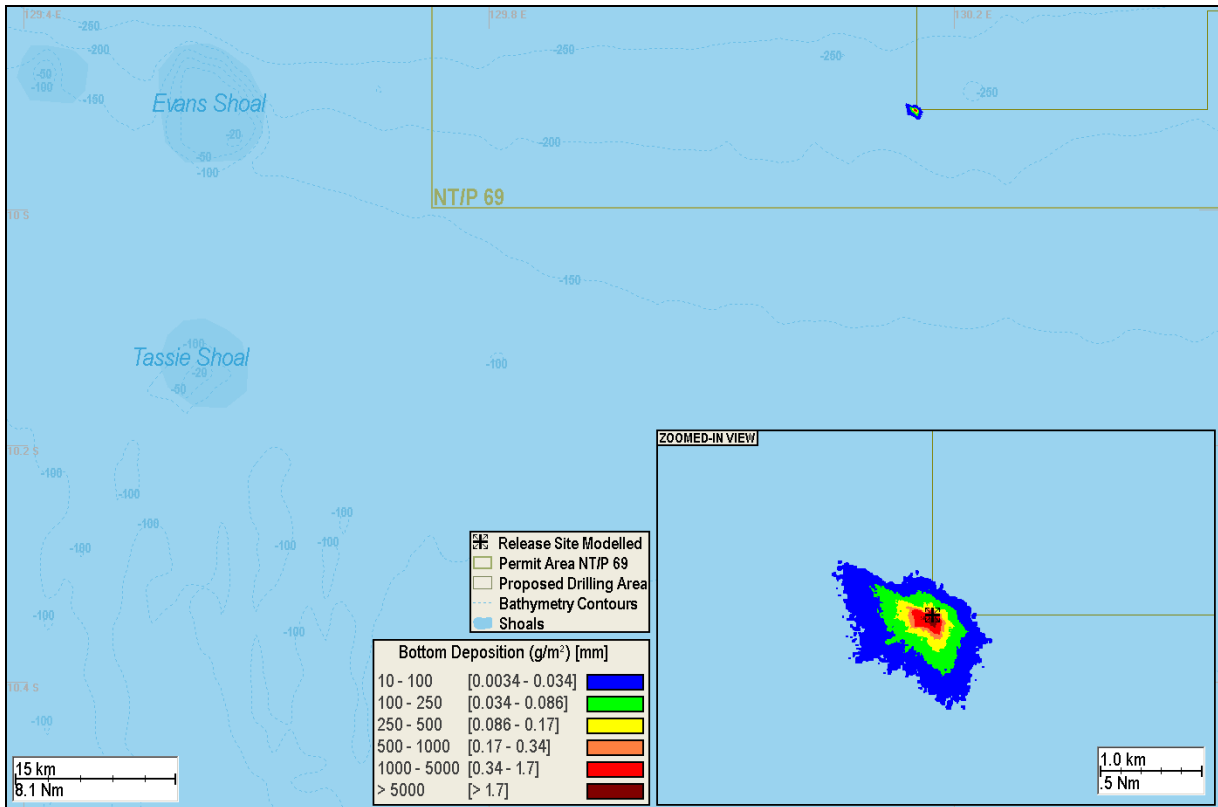 129.4 E
129.8 E
130.2 E
-250
-200
-250
-250
-250
-50
-100
-150
Evans Shoal
-20
-50
-100
-200
NT/P 69
10 S
-150
-100
Tassie Shoal
-20
-50
-100
10.2 S
-100
-100
-100
-100
-100
-100
-100
-100
-100
10.4 S
-100
ZOOMED-IN VIEW
Release Site Modelled
Permit Area NT/P 69
Proposed Drilling Area
Bathymetry Contours
Shoals
Bottom Deposition (g/m²) [mm]
10 - 100 [0.0034 - 0.034]
100 - 250 [0.034 - 0.086]
250 - 500 [0.086 - 0.17]
500 - 1000 [0.17 - 0.34]
1000 - 5000 [0.34 - 1.7]
> 5000 [> 1.7]
15 km
8.1 Nm
1.0 km
.5 Nm